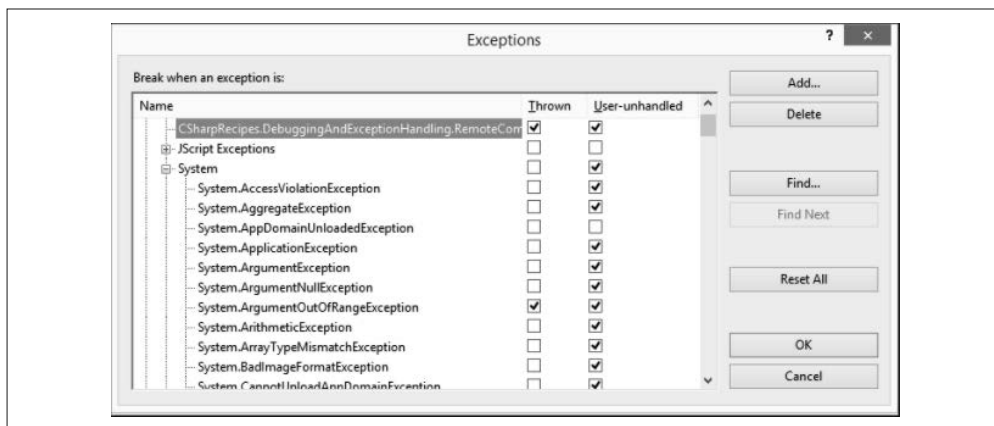 Exceptions
? ×
Break when an exception is:
Add...
Name Thrown User-unhandled
Delete
CSharpRecipes.DebuggingAndExceptionHandling.RemoteCom
JScript Exceptions
System
System.AccessViolationException
Find...
System.AggregateException
Find Next
System.AppDomainUnloadedException
System.ApplicationException
System.ArgumentException
Reset All
System.ArgumentNullException
System.ArgumentOutOfRangeException
System.ArithmeticException
System.ArrayTypeMismatchException
OK
System.BadImageFormatException
Cancel
System.CannotUnloadAppDomainException